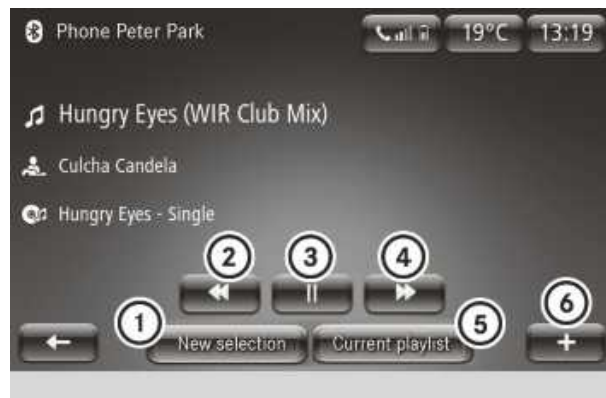 Phone Peter Park 19°C 13:19
Hungry Eyes (WIR Club Mix)
Culcha Candela
Hungry Eyes - Single
2 3 4
1 5 6
New selection Current playlist